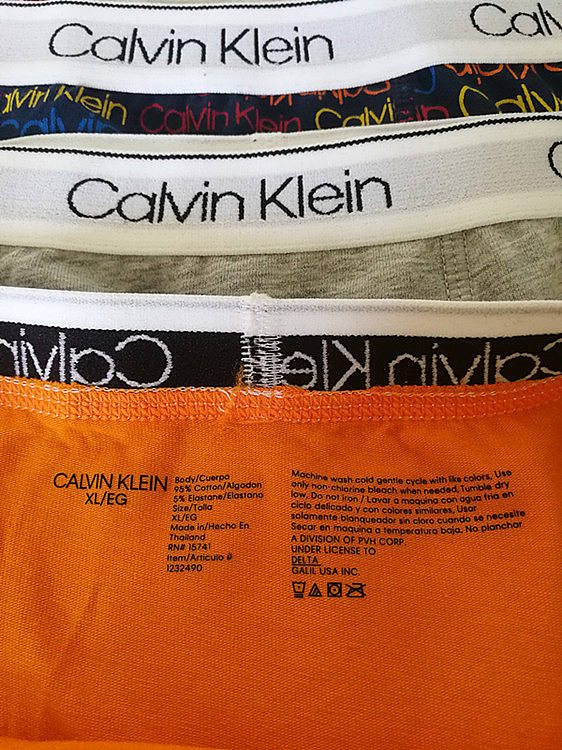 Calvin Klein Calvin
Calvin Klein Calvin Klein Calvin Calvin
Calvin Klein
Calvin Klein Calvin
CALVIN KLEIN
XL/EG
Body/Cuerpo
95% Cotton/Algodon
5% Elastane/Elastano
Size/Talla
XL/EG
Made in/Hecho En
Thailand
RN# 15741
Item/Articulo #
1232490
Machine wash cold gentle cycle with like colors. Use
only non-chlorine bleach when needed. Tumble dry
low. Do not iron / Lavar a maquina con agua fria en
ciclo delicado y con colores similares. Usar
solamente blanqueador sin cloro cuando se necesite
Secar en maquina a temperatura baja. No planchar
A DIVISION OF PVH CORP.
UNDER LICENSE TO
DELTA
GALIL USA INC.